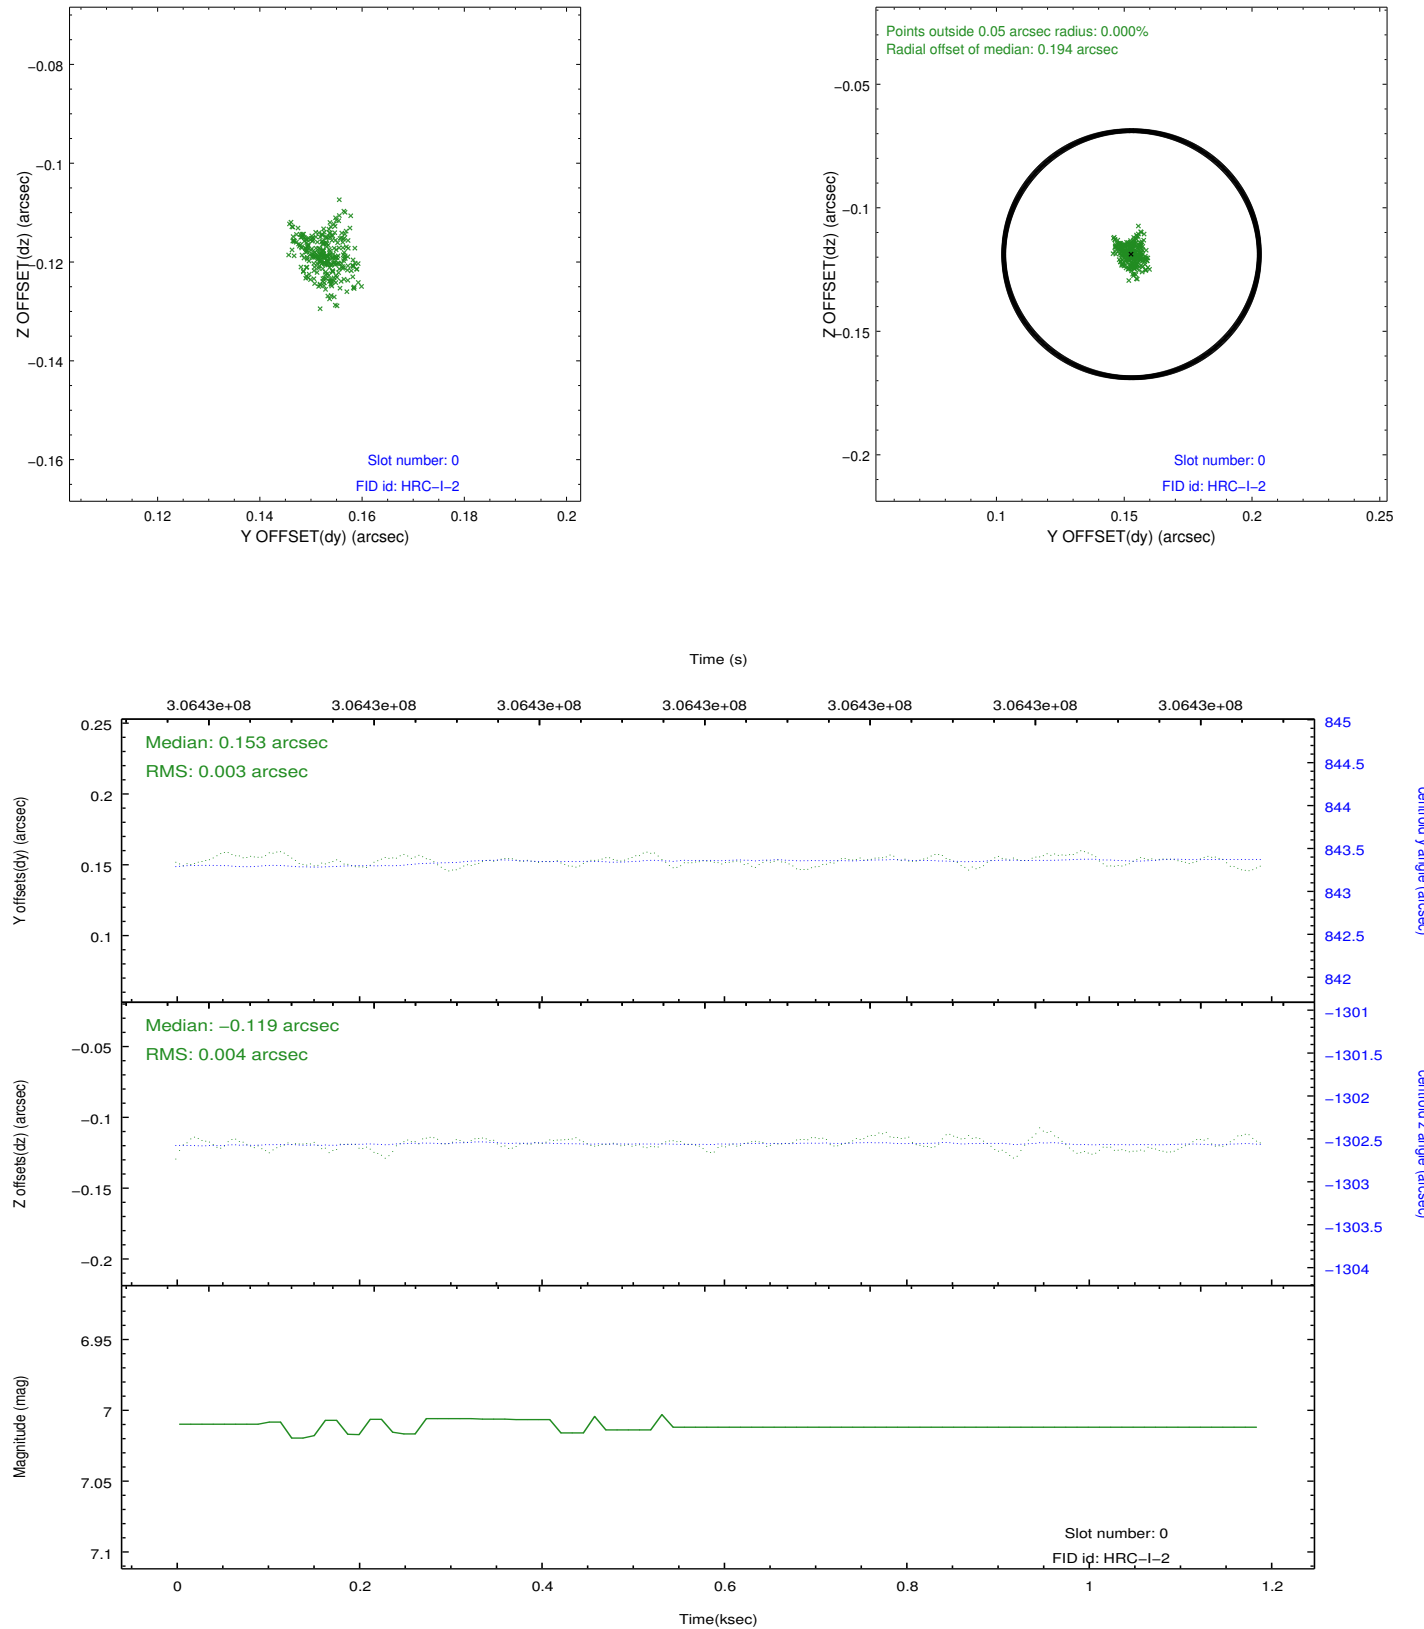 −0.08
−0.1
−0.12
−0.14
−0.16
Z OFFSET(dz) (arcsec)
Slot number: 0
FID id: HRC−I−2
0.12
0.14
0.16
0.18
0.2
Y OFFSET(dy) (arcsec)
Points outside 0.05 arcsec radius: 0.000%
Radial offset of median: 0.194 arcsec
−0.05
−0.1
−0.15
−0.2
Z OFFSET(dz) (arcsec)
Slot number: 0
FID id: HRC−I−2
0.1
0.15
0.2
0.25
Y OFFSET(dy) (arcsec)
Time (s)
3.0643e+08 3.0643e+08 3.0643e+08 3.0643e+08 3.0643e+08 3.0643e+08 3.0643e+08
Median: 0.153 arcsec
RMS: 0.003 arcsec
0.25
0.2
0.15
0.1
Y offsets(dy) (arcsec)
845
844.5
844
843.5
843
842.5
842
centroid y angle (arcsec)
Median: −0.119 arcsec
RMS: 0.004 arcsec
−0.05
−0.1
−0.15
−0.2
Z offsets(dz) (arcsec)
−1301
−1301.5
−1302
−1302.5
−1303
−1303.5
−1304
centroid z angle (arcsec)
6.95
7
7.05
7.1
Magnitude (mag)
Slot number: 0
FID id: HRC−I−2
0 0.2 0.4 0.6 0.8 1 1.2
Time(ksec)